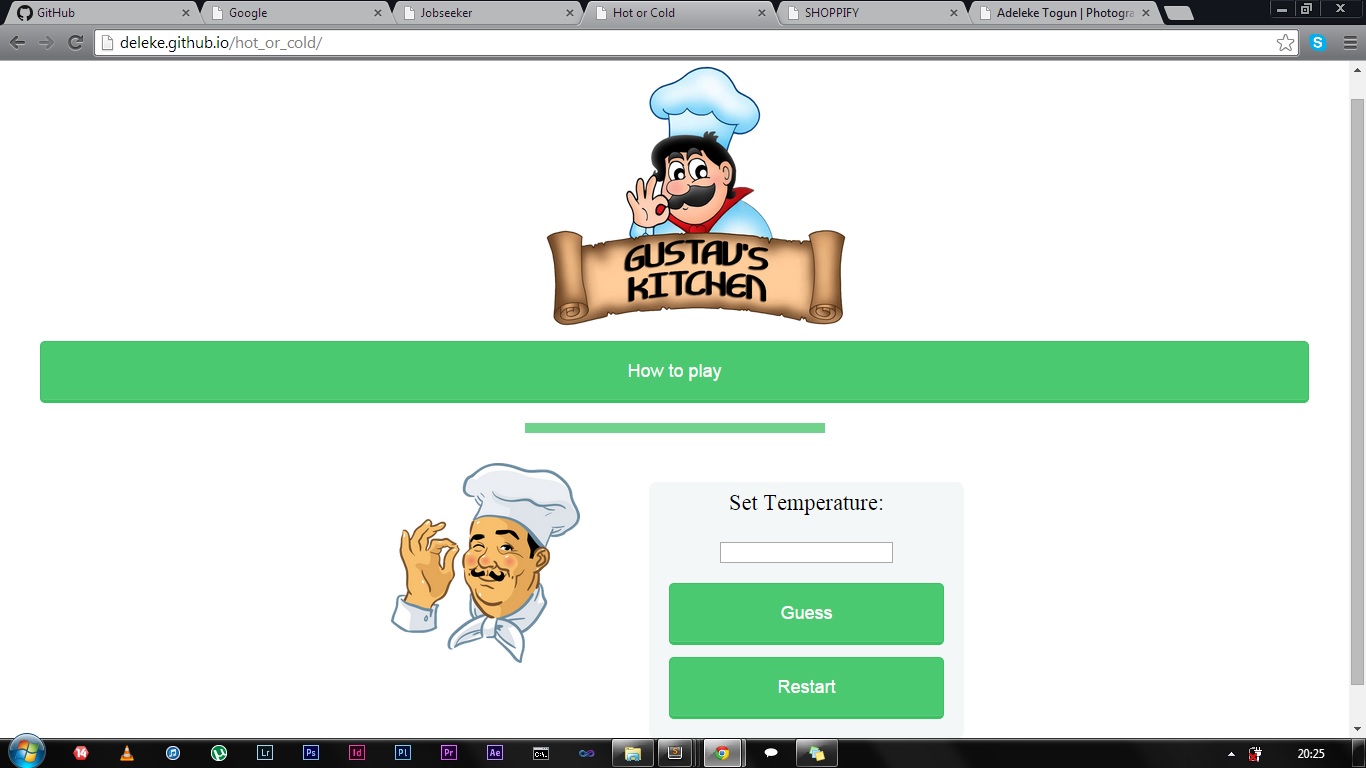 GitHub
Google
Jobseeker
Hot or Cold
SHOPPIFY
Adeleke Togun | Photogra
deleke.github.io/hot_or_cold/
S
GUSTAV'S
KITCHEN
How to play
Set Temperature:
Guess
Restart
14
Lr
Ps
Id
Pl
Pr
Ae
C:\
S
20:25